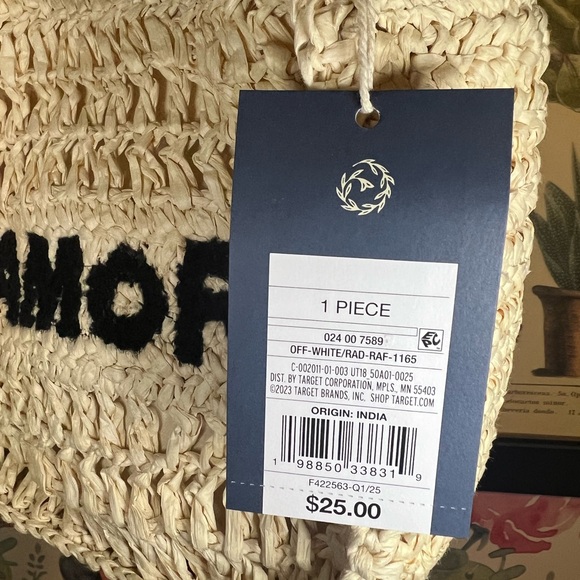 AMOR
1 PIECE
024 00 7589
OFF-WHITE/RAD-RAF-1165
C-002011-01-003 UT18 50A01-0025
DIST. BY TARGET CORPORATION, MPLS., MN 55403
©2023 TARGET BRANDS, INC. SHOP TARGET.COM
ORIGIN: INDIA
1 98850 33831 9
F422563-Q1/25
$25.00